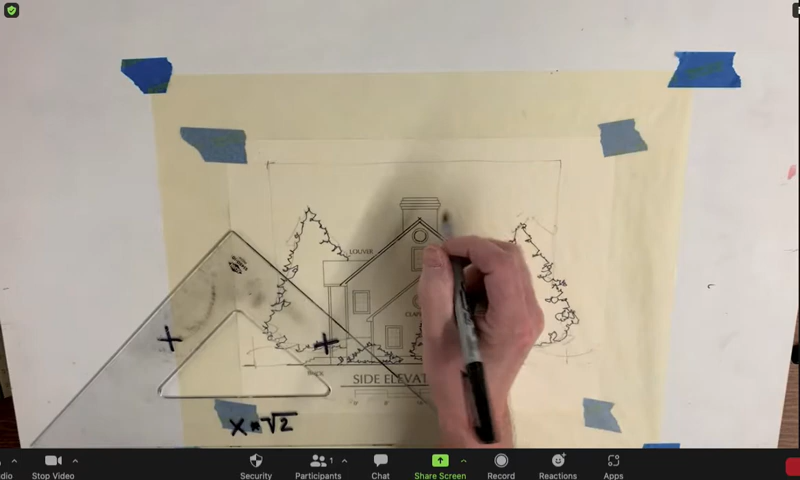 LOUVER
X
X
SIDE ELEVAT
X √2
Stop Video
Security
Participants
1
Chat
Share Screen
Record
Reactions
Apps